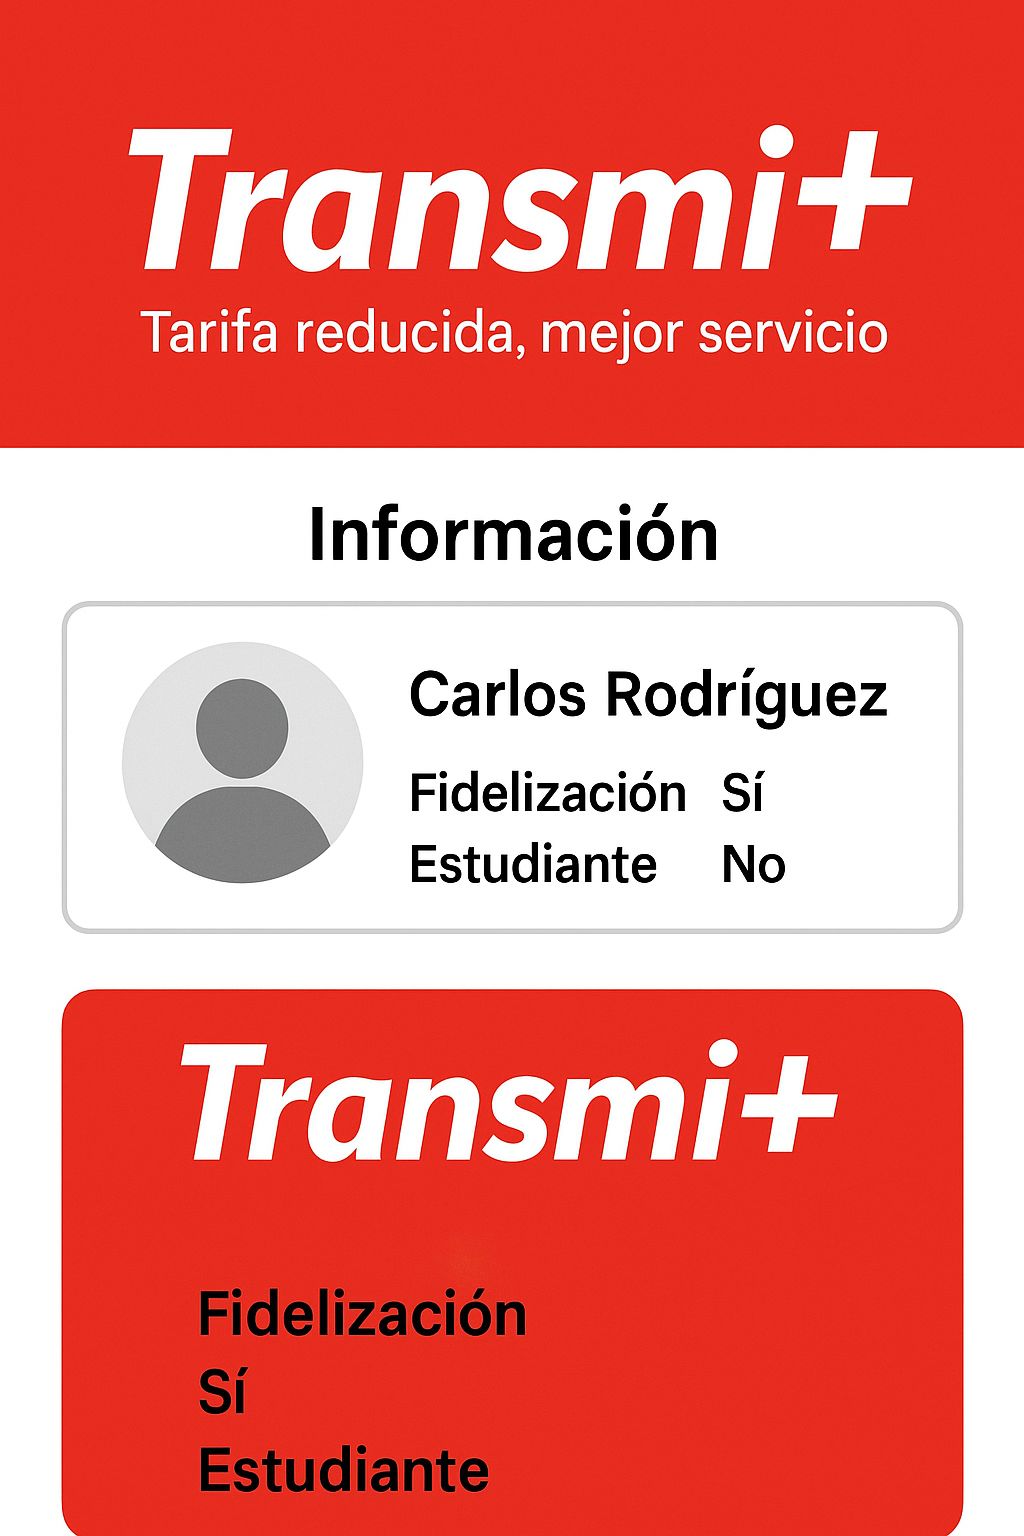 Transmi+
Tarifa reducida, mejor servicio
Información
Carlos Rodríguez
Fidelización Sí
Estudiante No
Transmi+
Fidelización
Sí
Estudiante